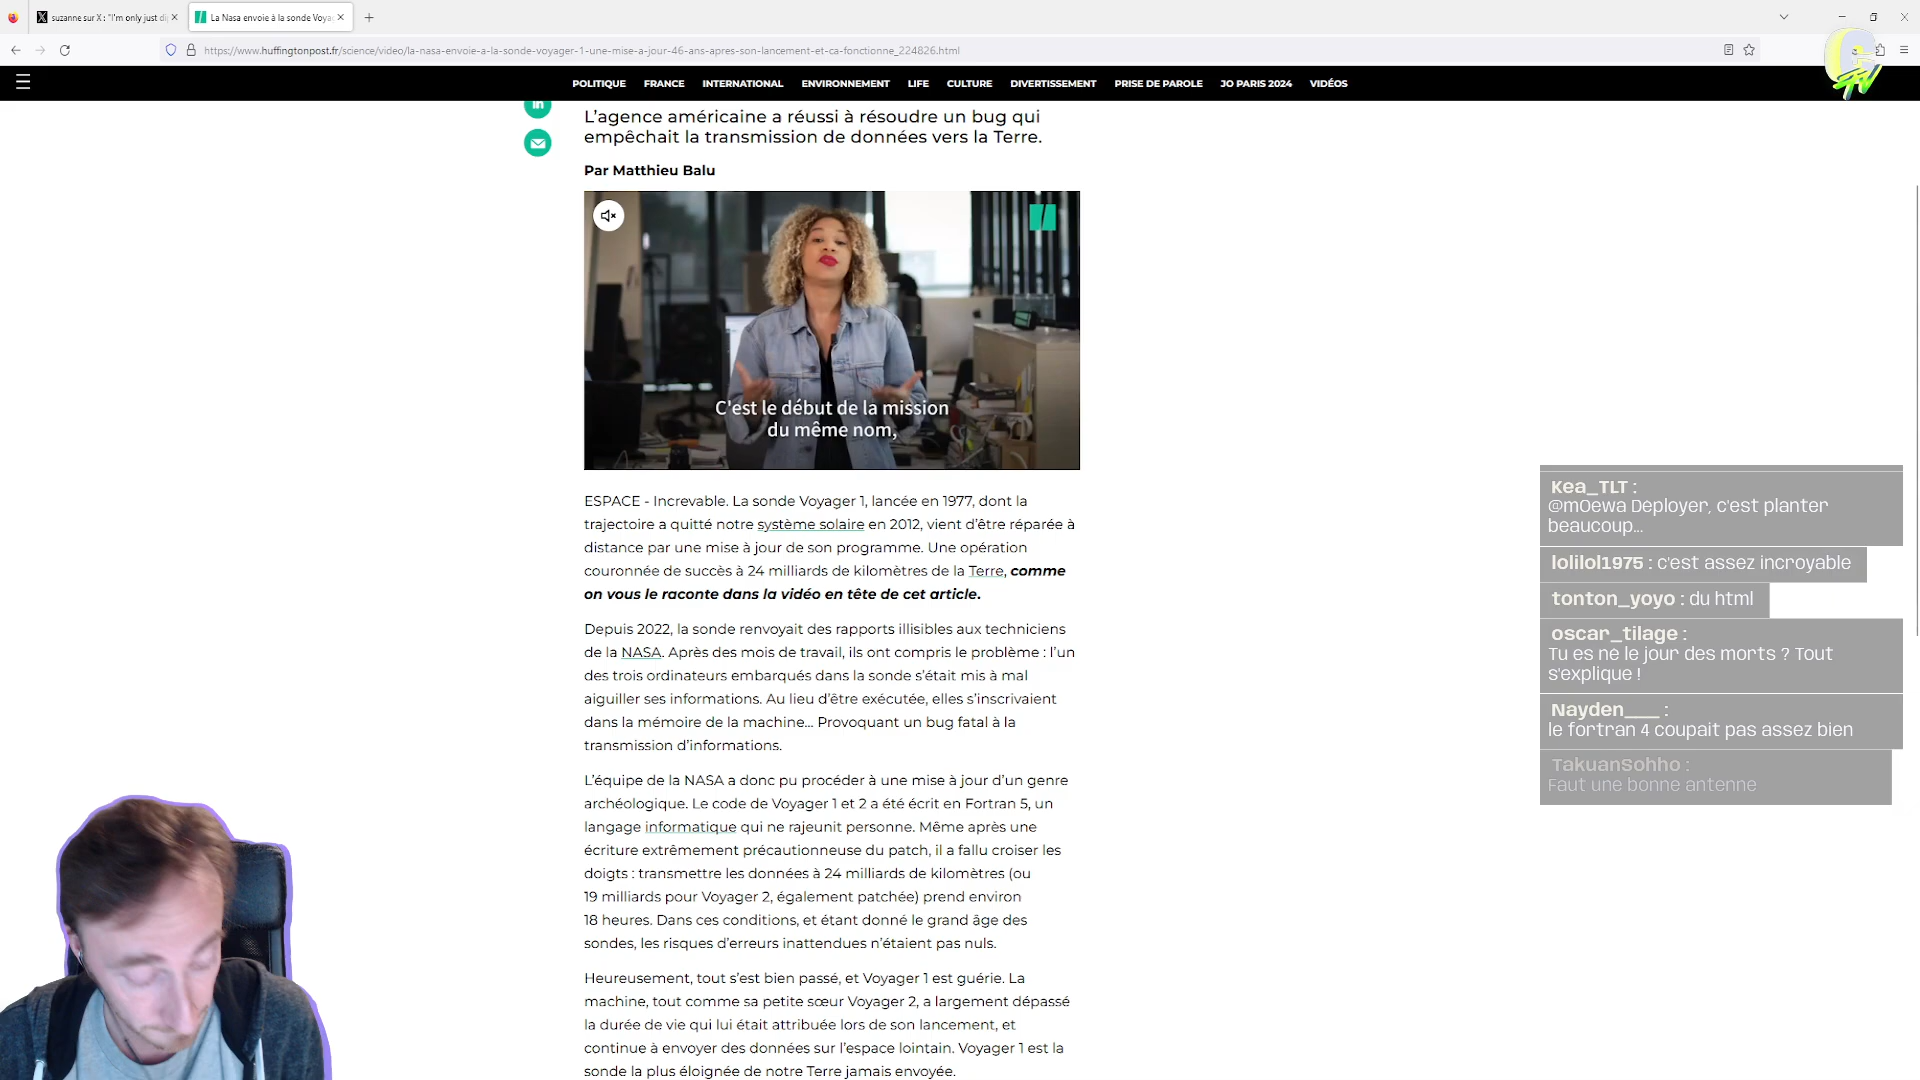 suzanne sur X : "I'm only just di
La Nasa envoie à la sonde Voya
https://www.huffingtonpost.fr/science/video/la-nasa-envoie-a-la-sonde-voyager-1-une-mise-a-jour-46-ans-apres-son-lancement-et-ca-fonctionne_224826.html
POLITIQUE FRANCE INTERNATIONAL ENVIRONNEMENT LIFE CULTURE DIVERTISSEMENT PRISE DE PAROLE JO PARIS 2024 VIDÉOS
in
L'agence américaine a réussi à résoudre un bug qui
empêchait la transmission de données vers la Terre.
Par Matthieu Balu
C'est le début de la mission
du même nom,
ESPACE - Increvable. La sonde Voyager 1, lancée en 1977, dont la
trajectoire a quitté notre système solaire en 2012, vient d'être réparée à
distance par une mise à jour de son programme. Une opération
couronnée de succès à 24 milliards de kilomètres de la Terre, comme
on vous le raconte dans la vidéo en tête de cet article.
Depuis 2022, la sonde renvoyait des rapports illisibles aux techniciens
de la NASA. Après des mois de travail, ils ont compris le problème : l'un
des trois ordinateurs embarqués dans la sonde s'était mis à mal
aiguiller ses informations. Au lieu d'être exécutée, elles s'inscrivaient
dans la mémoire de la machine... Provoquant un bug fatal à la
transmission d'informations.
L'équipe de la NASA a donc pu procéder à une mise à jour d'un genre
archéologique. Le code de Voyager 1 et 2 a été écrit en Fortran 5, un
langage informatique qui ne rajeunit personne. Même après une
écriture extrêmement précautionneuse du patch, il a fallu croiser les
doigts : transmettre les données à 24 milliards de kilomètres (ou
19 milliards pour Voyager 2, également patchée) prend environ
18 heures. Dans ces conditions, et étant donné le grand âge des
sondes, les risques d'erreurs inattendues n'étaient pas nuls.
Heureusement, tout s'est bien passé, et Voyager 1 est guérie. La
machine, tout comme sa petite sœur Voyager 2, a largement dépassé
la durée de vie qui lui était attribuée lors de son lancement, et
continue à envoyer des données sur l'espace lointain. Voyager 1 est la
sonde la plus éloignée de notre Terre jamais envoyée.
Kea_TLT :
@m0ewa Déployer, c'est planter
beaucoup...
lolilol1975 : c'est assez incroyable
tonton_yoyo : du html
oscar_tilage :
Tu es né le jour des morts ? Tout
s'explique !
Nayden___ :
le fortran 4 coupait pas assez bien
TakuanSohho :
Faut une bonne antenne